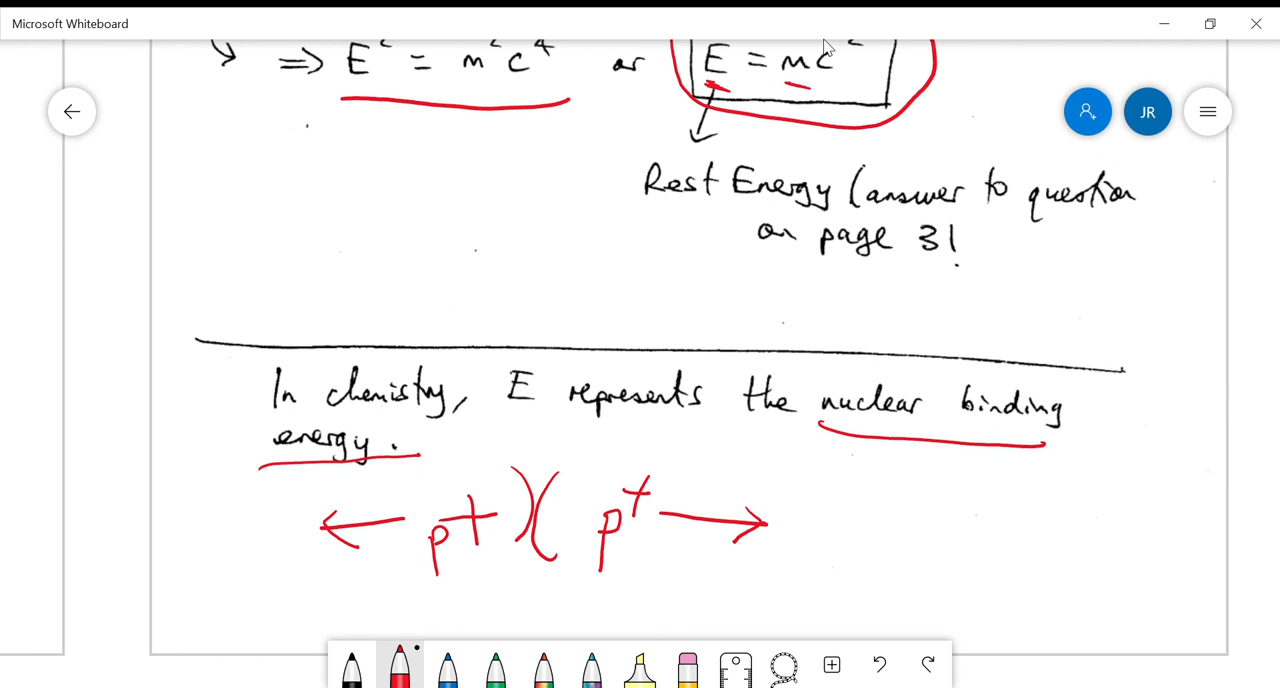 Microsoft Whiteboard
⇒ E² = m²c⁴ or E = mc²
JR
Rest Energy (answer to question
on page 3!
In chemistry, E represents the nuclear binding
energy.
← p+ )( p+ →